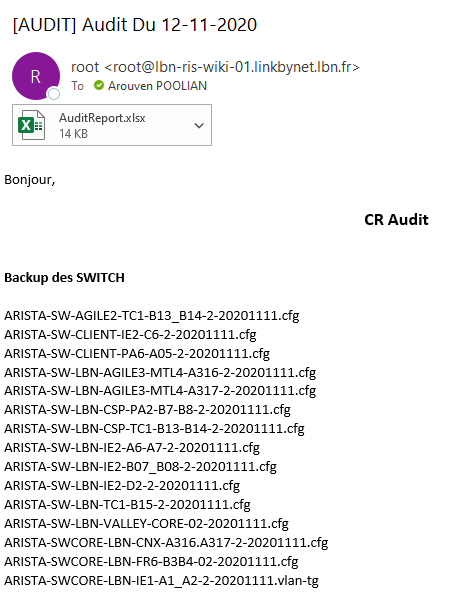 [AUDIT] Audit Du 12-11-2020
R
root <root@lbn-ris-wiki-01.linkbynet.lbn.fr>
To Arouven POOLIAN
AuditReport.xlsx
14 KB
Bonjour,
CR Audit
Backup des SWITCH
ARISTA-SW-AGILE2-TC1-B13_B14-2-20201111.cfg
ARISTA-SW-CLIENT-IE2-C6-2-20201111.cfg
ARISTA-SW-CLIENT-PA6-A05-2-20201111.cfg
ARISTA-SW-LBN-AGILE3-MTL4-A316-2-20201111.cfg
ARISTA-SW-LBN-AGILE3-MTL4-A317-2-20201111.cfg
ARISTA-SW-LBN-CSP-PA2-B7-B8-2-20201111.cfg
ARISTA-SW-LBN-CSP-TC1-B13-B14-2-20201111.cfg
ARISTA-SW-LBN-IE2-A6-A7-2-20201111.cfg
ARISTA-SW-LBN-IE2-B07_B08-2-20201111.cfg
ARISTA-SW-LBN-IE2-D2-2-20201111.cfg
ARISTA-SW-LBN-TC1-B15-2-20201111.cfg
ARISTA-SW-LBN-VALLEY-CORE-02-20201111.cfg
ARISTA-SWCORE-LBN-CNX-A316.A317-2-20201111.cfg
ARISTA-SWCORE-LBN-FR6-B3B4-02-20201111.cfg
ARISTA-SWCORE-LBN-IE1-A1_A2-2-20201111.vlan-tg